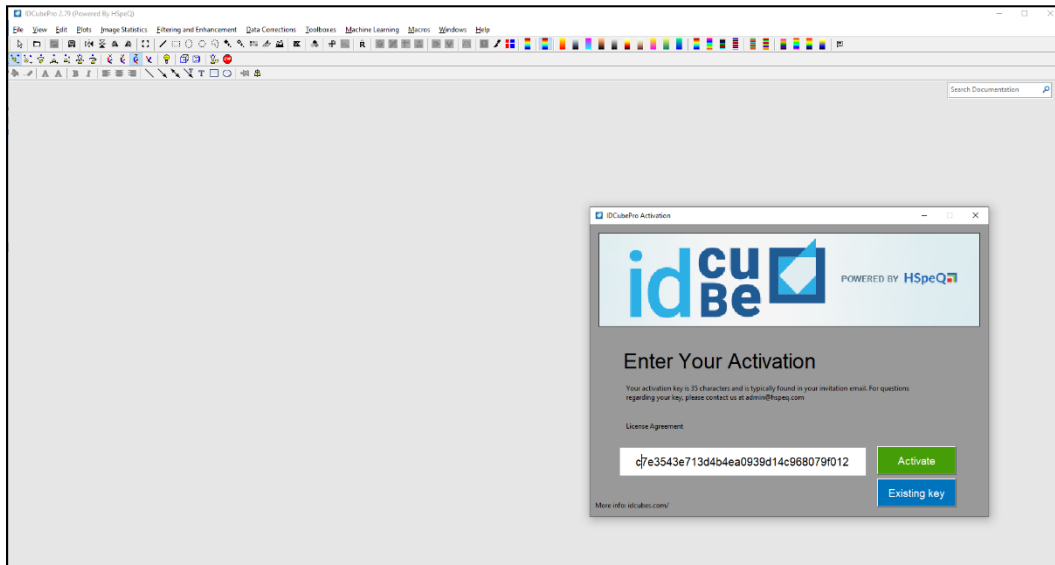 IDCubePro 2.79 (Powered By HSpeQ)
File View Edit Plots Image Statistics Filtering and Enhancement Data Corrections Toolboxes Machine Learning Macros Windows Help
Search Documentation
IDCubePro Activation
id cu Be POWERED BY HSpeQ
Enter Your Activation
Your activation key is 35 characters and is typically found in your invitation email. For questions
regarding your key, please contact us at admin@hspeq.com
License Agreement
c7e3543e713d4b4ea0939d14c968079f012
Activate
Existing key
More info: idcubes.com/